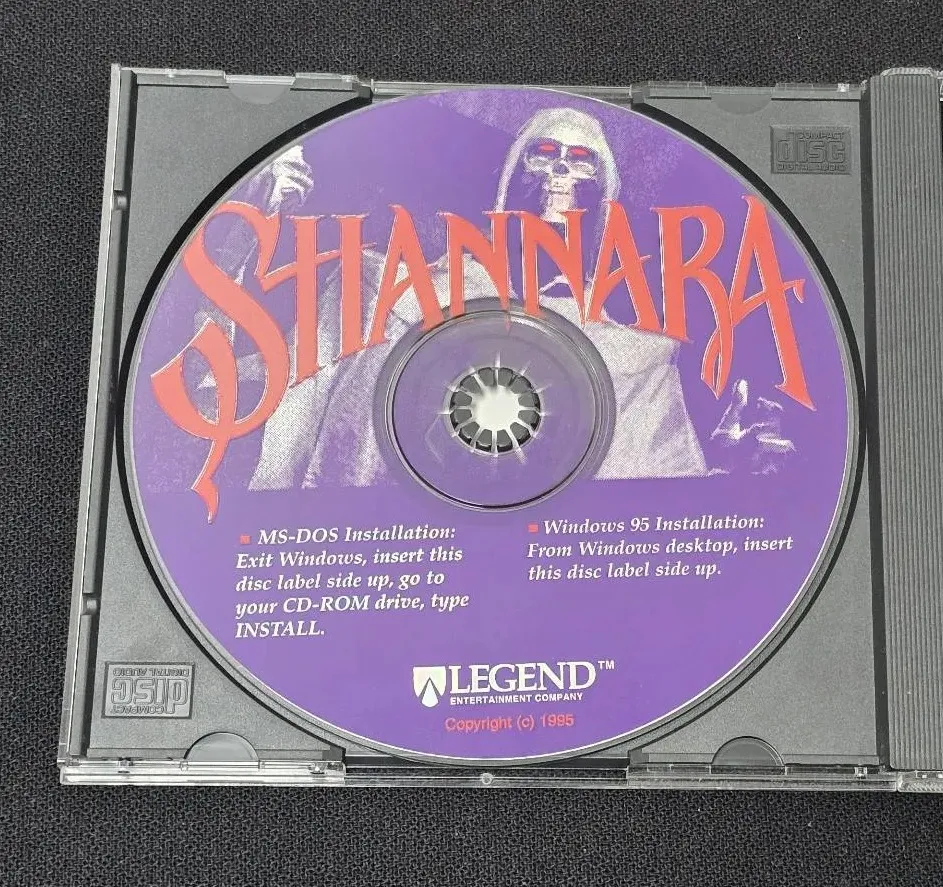 COMPACT
disc
DIGITAL AUDIO
SHANNARA
■ MS-DOS Installation:
Exit Windows, insert this
disc label side up, go to
your CD-ROM drive, type
INSTALL.
■ Windows 95 Installation:
From Windows desktop, insert
this disc label side up.
LEGEND™
ENTERTAINMENT COMPANY
Copyright (c) 1995
COMPACT
disc
DIGITAL AUDIO